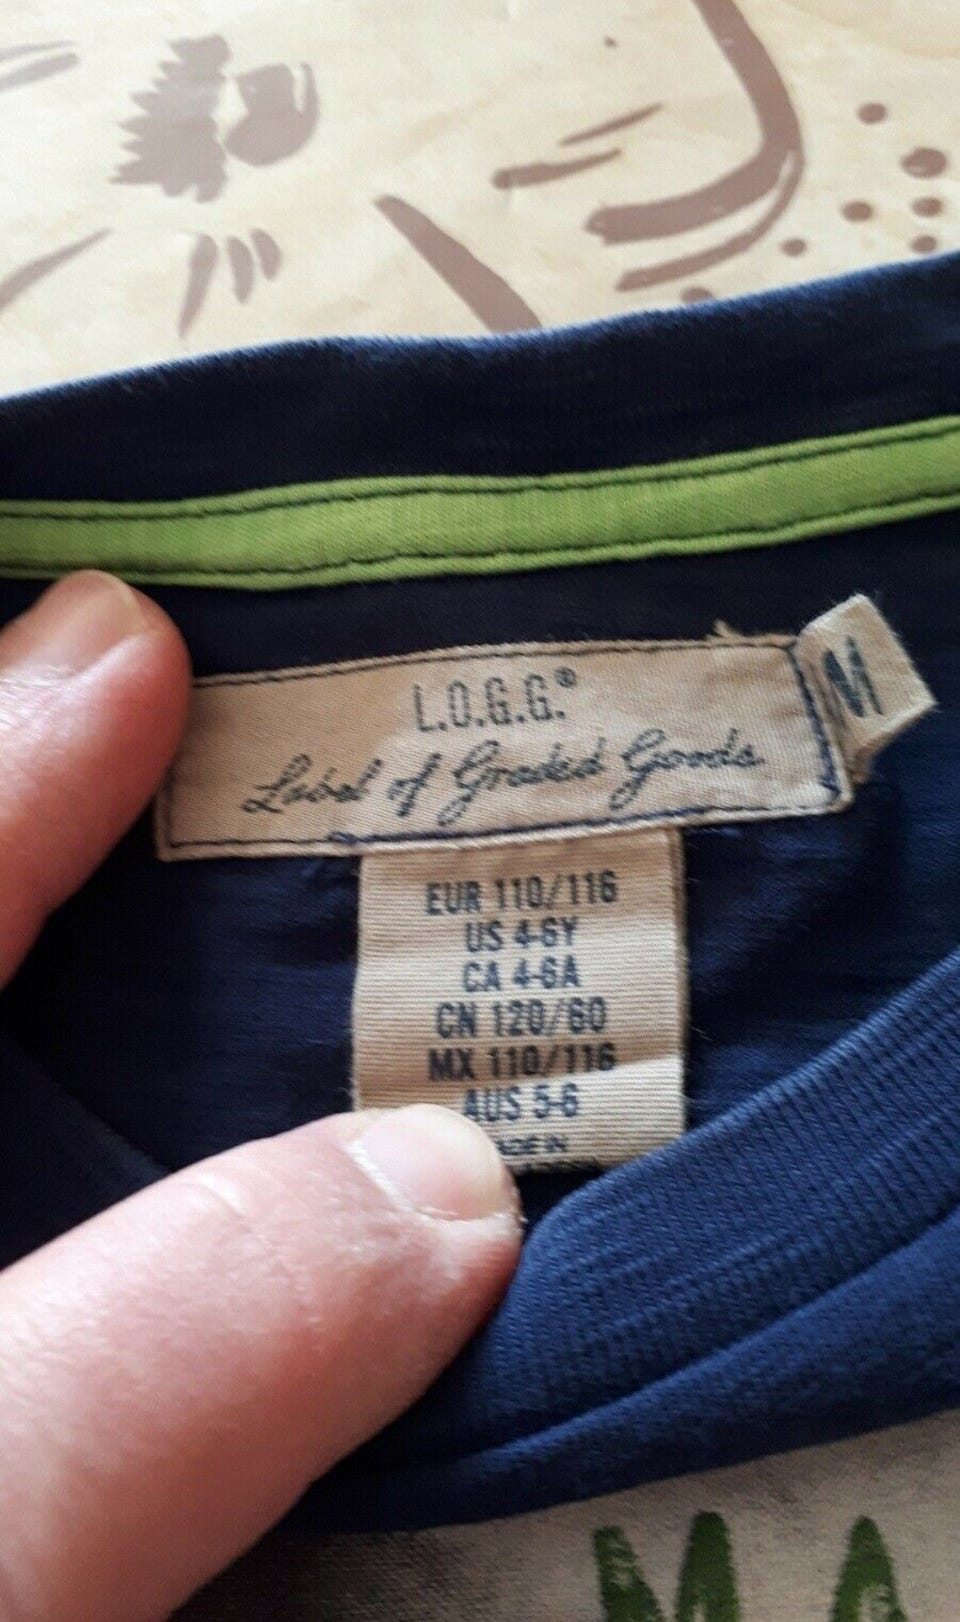 L.O.G.G.®
Label of Graded Goods
M
EUR 110/116
US 4-6Y
CA 4-6A
CN 120/60
MX 110/116
AUS 5-6
IN